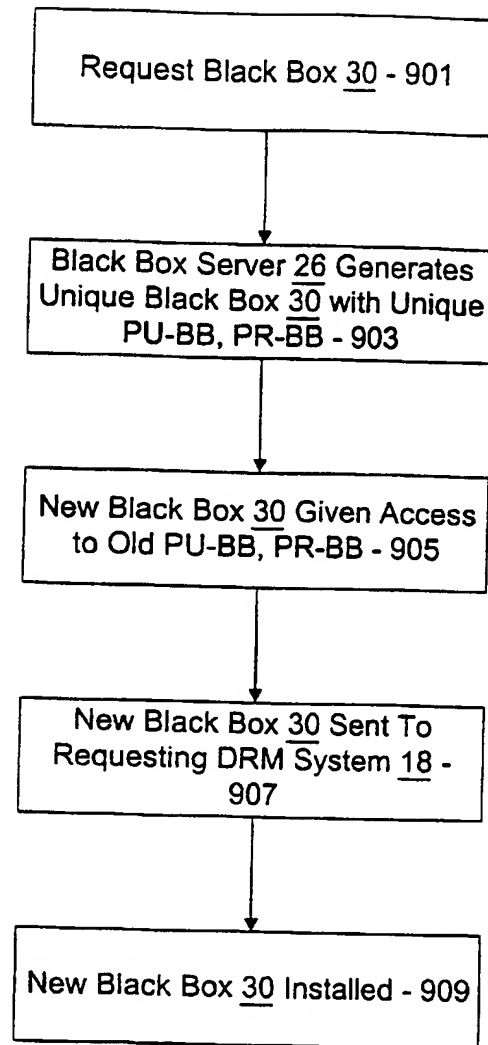 Request Black Box 30 - 901
Black Box Server 26 Generates
Unique Black Box 30 with Unique
PU-BB, PR-BB - 903
New Black Box 30 Given Access
to Old PU-BB, PR-BB - 905
New Black Box 30 Sent To
Requesting DRM System 18 -
907
New Black Box 30 Installed - 909